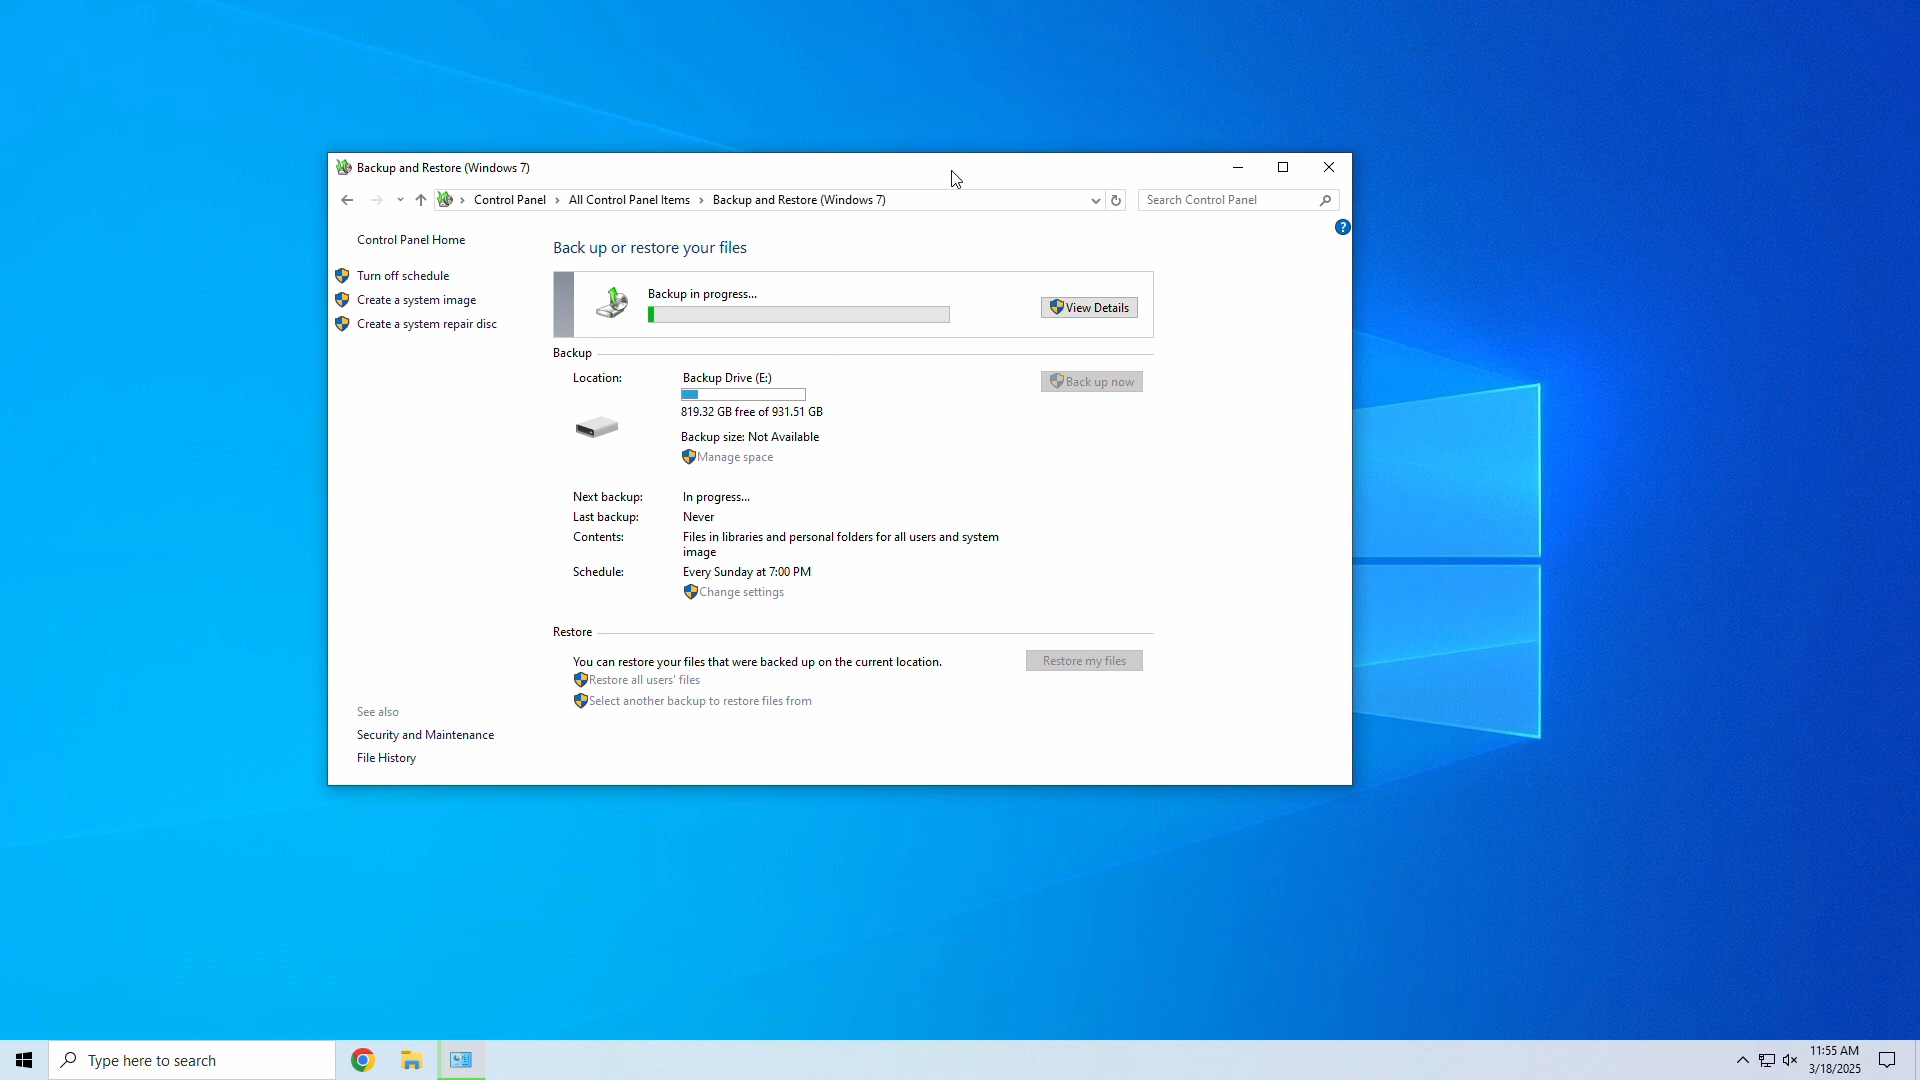 Backup and Restore (Windows 7)
Control Panel > All Control Panel Items > Backup and Restore (Windows 7)
Search Control Panel
?
Control Panel Home
Turn off schedule
Create a system image
Create a system repair disc
Back up or restore your files
Backup in progress...
View Details
Backup
Location:
Backup Drive (E:)
Back up now
819.32 GB free of 931.51 GB
Backup size: Not Available
Manage space
Next backup: In progress...
Last backup: Never
Contents: Files in libraries and personal folders for all users and system
image
Schedule: Every Sunday at 7:00 PM
Change settings
Restore
You can restore your files that were backed up on the current location.
Restore my files
Restore all users' files
Select another backup to restore files from
See also
Security and Maintenance
File History
Type here to search
11:55 AM
3/18/2025